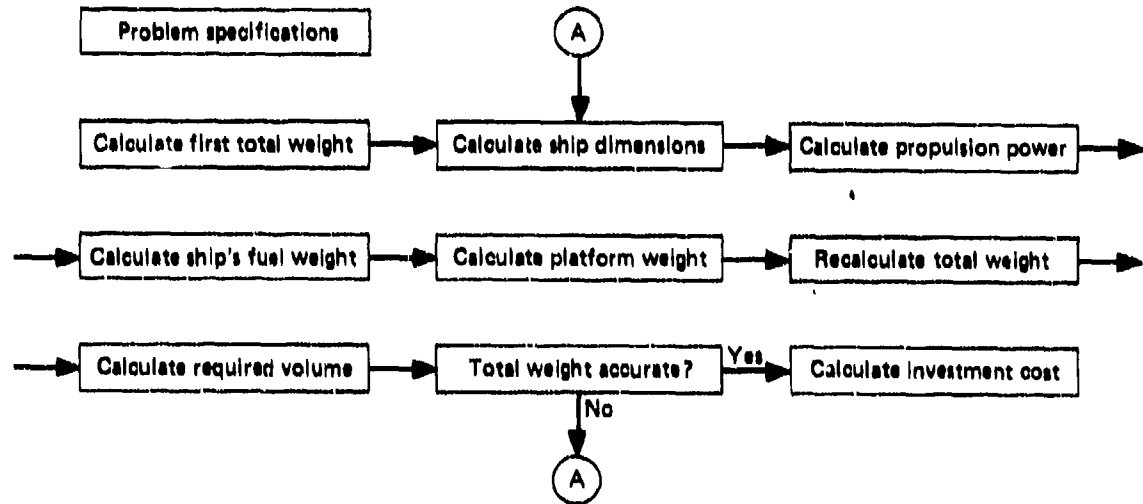 Problem specifications
A
Calculate first total weight
Calculate ship dimensions
Calculate propulsion power
Calculate ship's fuel weight
Calculate platform weight
Recalculate total weight
Calculate required volume
Total weight accurate?
Yes
Calculate investment cost
No
A